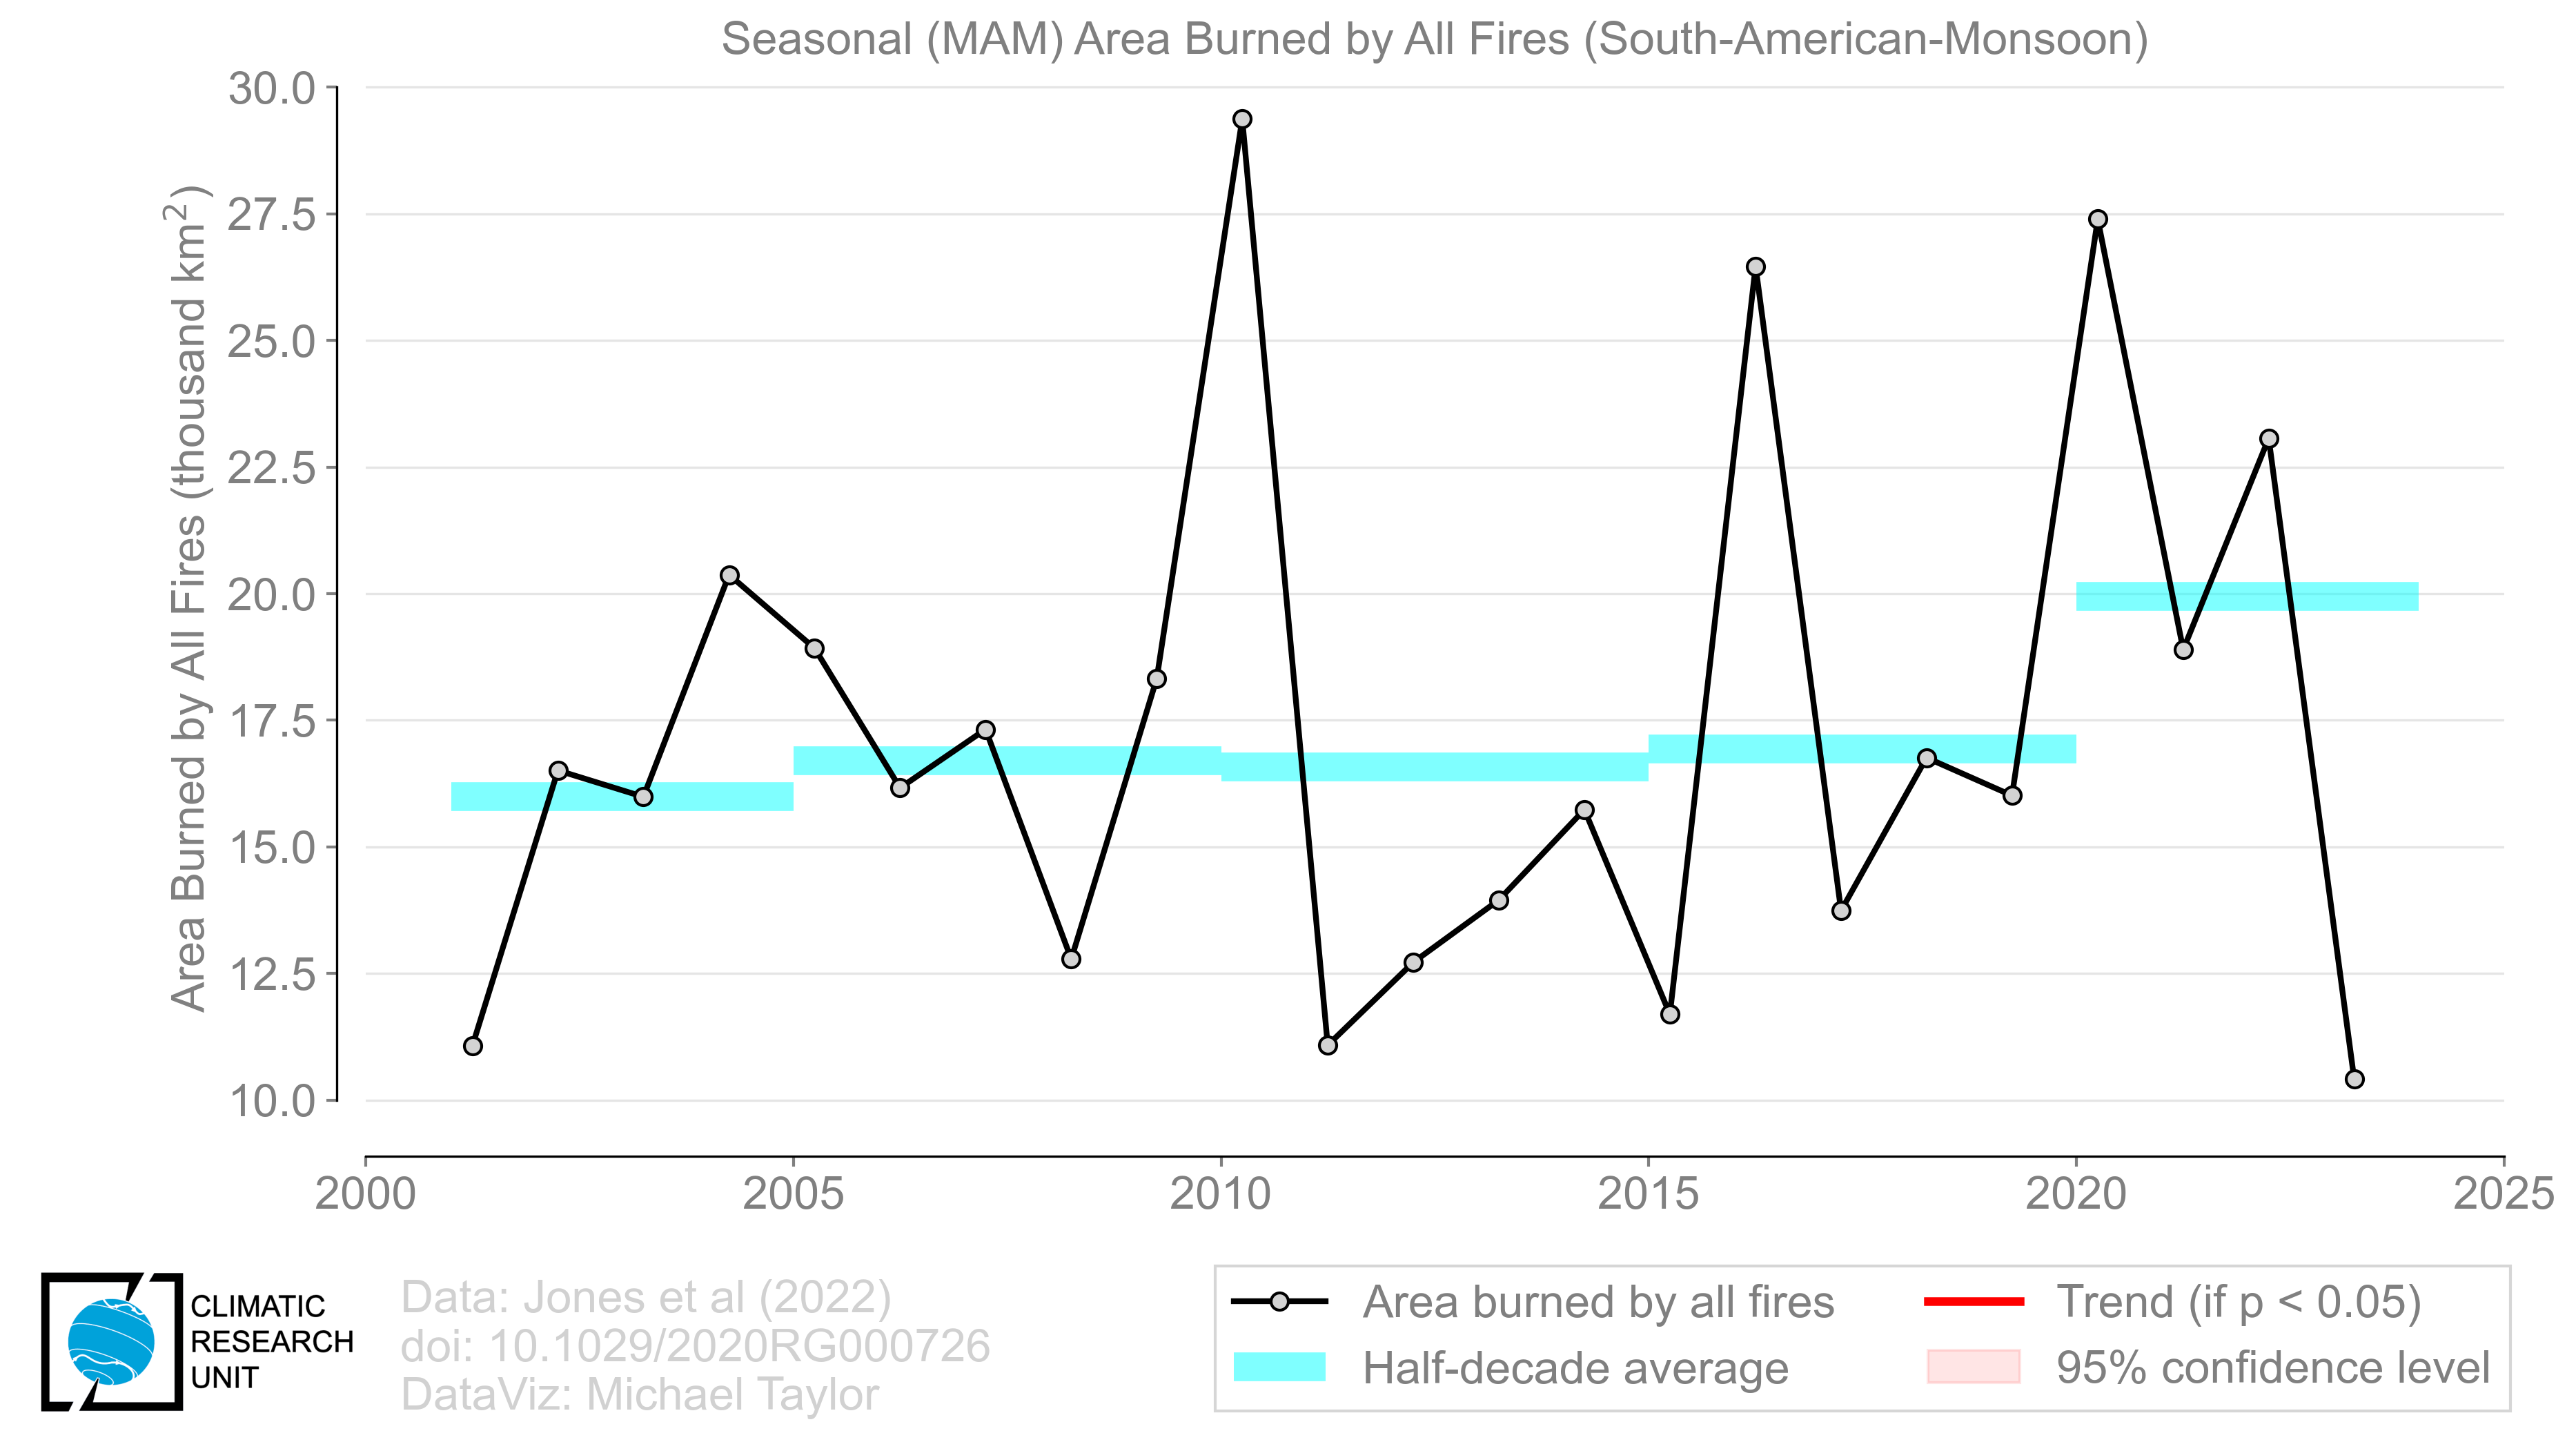 Seasonal (MAM) Area Burned by All Fires (South-American-Monsoon)
Area Burned by All Fires (thousand km²)
30.0
27.5
25.0
22.5
20.0
17.5
15.0
12.5
10.0
2000 2005 2010 2015 2020 2025
CLIMATIC
RESEARCH
UNIT
Data: Jones et al (2022)
doi: 10.1029/2020RG000726
DataViz: Michael Taylor
Area burned by all fires
Half-decade average
Trend (if p < 0.05)
95% confidence level